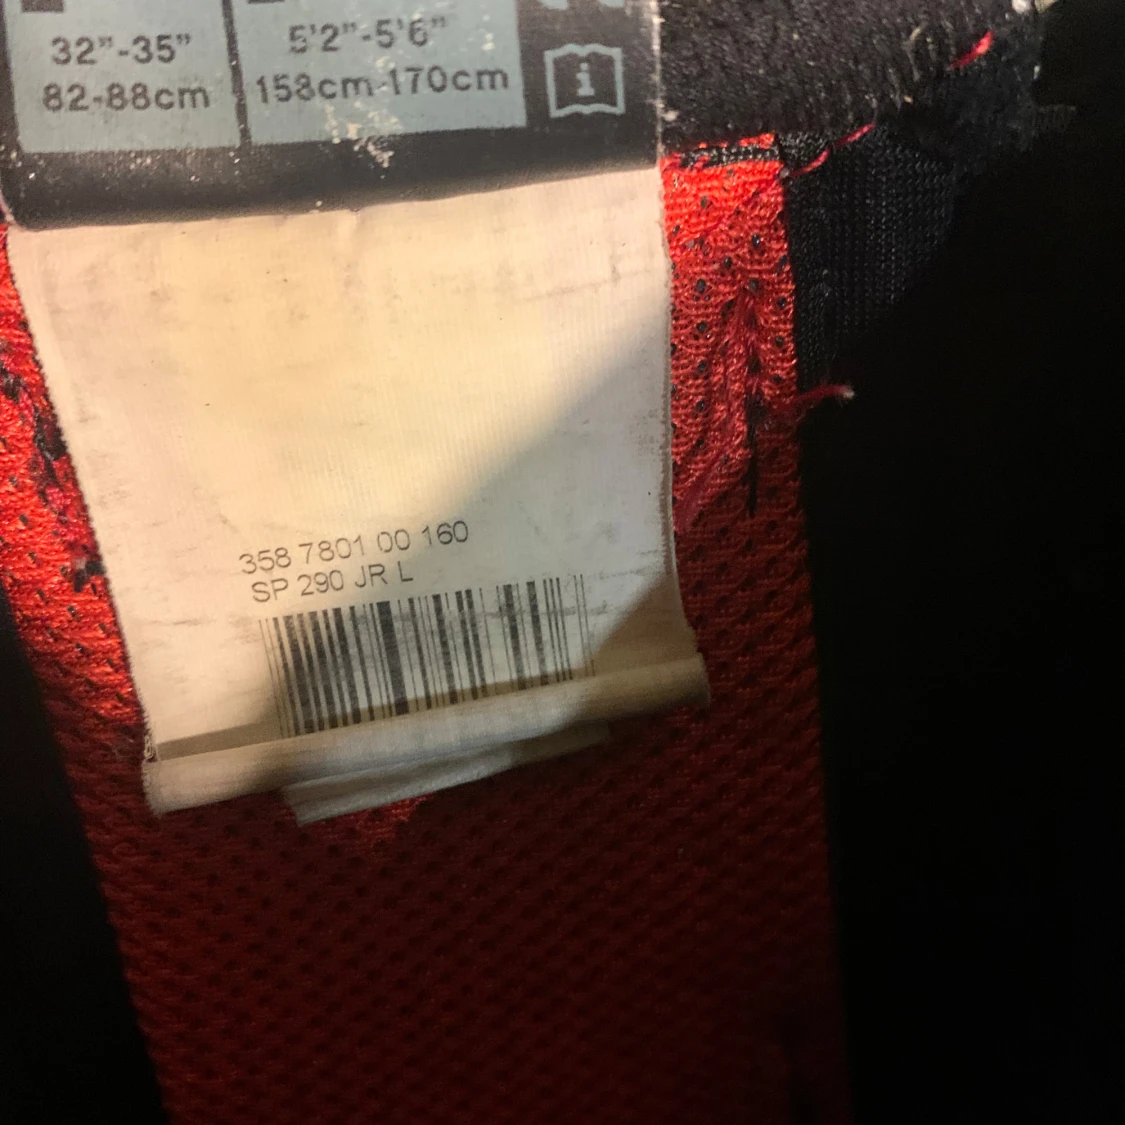 32”-35”
82-88cm
5'2”-5'6”
158cm-170cm
i
358 7801 00 160
SP 290 JR L